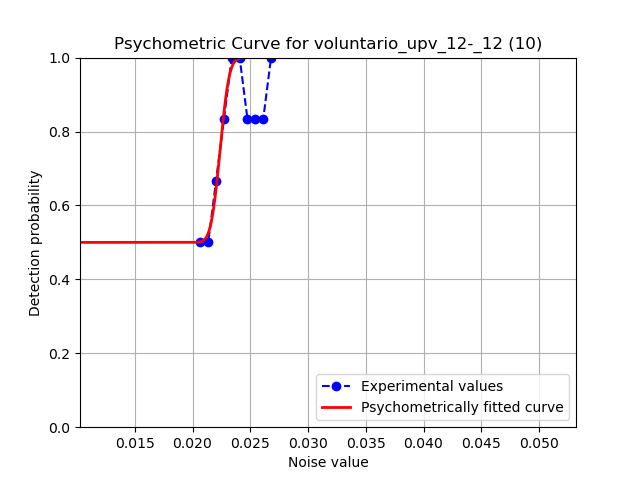 Psychometric Curve for voluntario_upv_12-_12 (10)
1.0
0.8
0.6
0.4
0.2
0.0
Detection probability
Experimental values
Psychometrically fitted curve
0.015 0.020 0.025 0.030 0.035 0.040 0.045 0.050
Noise value